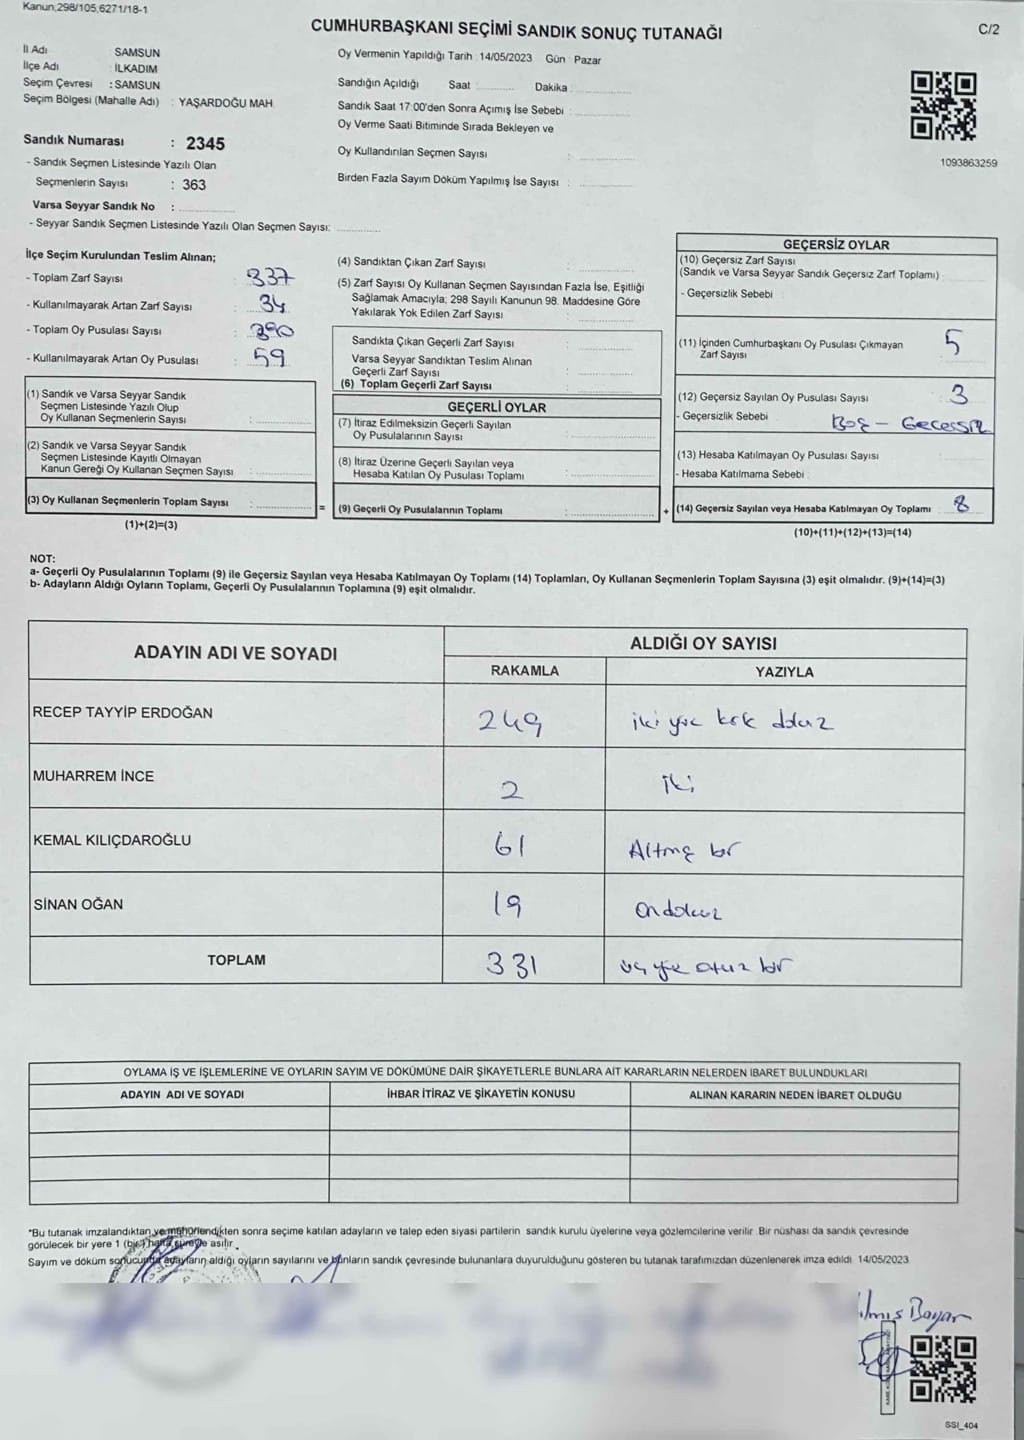 Kanun,298/105,6271/18-1
CUMHURBAŞKANI SEÇİMİ SANDIK SONUÇ TUTANAĞI
C/2
İl Adı SAMSUN
İlçe Adı : İLKADIM
Seçim Çevresi : SAMSUN
Seçim Bölgesi (Mahalle Adı) : YAŞARDOĞU MAH.
Sandık Numarası : 2345
- Sandık Seçmen Listesinde Yazılı Olan
Seçmenlerin Sayısı : 363
Varsa Seyyar Sandık No :
- Seyyar Sandık Seçmen Listesinde Yazılı Olan Seçmen Sayısı:
Oy Vermenin Yapıldığı Tarih : 14/05/2023 Gün : Pazar
Sandığın Açıldığı Saat Dakika :
Sandık Saat 17:00'den Sonra Açımış İse Sebebi :
Oy Verme Saati Bitiminde Sırada Bekleyen ve
Oy Kullandırılan Seçmen Sayısı :
Birden Fazla Sayım Döküm Yapılmış İse Sayısı :
1093863259
İlçe Seçim Kurulundan Teslim Alınan;
- Toplam Zarf Sayısı : 337
- Kullanılmayarak Artan Zarf Sayısı : 34
- Toplam Oy Pusulası Sayısı : 390
- Kullanılmayarak Artan Oy Pusulası : 59
(1) Sandık ve Varsa Seyyar Sandık
Seçmen Listesinde Yazılı Olup
Oy Kullanan Seçmenlerin Sayısı :
(2) Sandık ve Varsa Seyyar Sandık
Seçmen Listesinde Kayıtlı Olmayan
Kanun Gereği Oy Kullanan Seçmen Sayısı :
(3) Oy Kullanan Seçmenlerin Toplam Sayısı : =
(1)+(2)=(3)
(4) Sandıktan Çıkan Zarf Sayısı :
(5) Zarf Sayısı Oy Kullanan Seçmen Sayısından Fazla İse, Eşitliği
Sağlamak Amacıyla; 298 Sayılı Kanunun 98. Maddesine Göre
Yakılarak Yok Edilen Zarf Sayısı :
Sandıkta Çıkan Geçerli Zarf Sayısı :
Varsa Seyyar Sandıktan Teslim Alınan
Geçerli Zarf Sayısı :
(6) Toplam Geçerli Zarf Sayısı :
GEÇERLİ OYLAR
(7) İtiraz Edilmeksizin Geçerli Sayılan
Oy Pusulalarının Sayısı :
(8) İtiraz Üzerine Geçerli Sayılan veya
Hesaba Katılan Oy Pusulası Toplamı :
(9) Geçerli Oy Pusulalarının Toplamı : +
GEÇERSİZ OYLAR
(10) Geçersiz Zarf Sayısı
(Sandık ve Varsa Seyyar Sandık Geçersiz Zarf Toplamı) :
- Geçersizlik Sebebi :
(11) İçinden Cumhurbaşkanı Oy Pusulası Çıkmayan 5
Zarf Sayısı
(12) Geçersiz Sayılan Oy Pusulası Sayısı 3
- Geçersizlik Sebebi Boş - Geçersiz
(13) Hesaba Katılmayan Oy Pusulası Sayısı
- Hesaba Katılmama Sebebi
(14) Geçersiz Sayılan veya Hesaba Katılmayan Oy Toplamı : 8
(10)+(11)+(12)+(13)=(14)
NOT:
a- Geçerli Oy Pusulalarının Toplamı (9) ile Geçersiz Sayılan veya Hesaba Katılmayan Oy Toplamı (14) Toplamları, Oy Kullanan Seçmenlerin Toplam Sayısına (3) eşit olmalıdır. (9)+(14)=(3)
b- Adayların Aldığı Oyların Toplamı, Geçerli Oy Pusulalarının Toplamına (9) eşit olmalıdır.
ADAYIN ADI VE SOYADI ALDIĞI OY SAYISI
RAKAMLA YAZIYLA
RECEP TAYYİP ERDOĞAN 249 iki yüz kırk dokuz
MUHARREM İNCE 2 iki
KEMAL KILIÇDAROĞLU 61 Altmış bir
SİNAN OĞAN 19 on dokuz
TOPLAM 331 üç yüz otuz bir
OYLAMA İŞ VE İŞLEMLERİNE VE OYLARIN SAYIM VE DÖKÜMÜNE DAİR ŞİKAYETLERLE BUNLARA AİT KARARLARIN NELERDEN İBARET BULUNDUKLARI
ADAYIN ADI VE SOYADI İHBAR İTİRAZ VE ŞİKAYETİN KONUSU ALINAN KARARIN NEDEN İBARET OLDUĞU
*Bu tutanak imzalandıktan ve mühürlendikten sonra seçime katılan adayların ve talep eden siyasi partilerin sandık kurulu üyelerine veya gözlemcilerine verilir. Bir nüshası da sandık çevresinde
görülecek bir yere 1 (bir) hafta süreyle asılır.
Sayım ve döküm sonucunda adayların aldığı oyların sayılarını ve bunların sandık çevresinde bulunanlara duyurulduğunu gösteren bu tutanak tarafımızdan düzenlenerek imza edildi. 14/05/2023
SSI_404